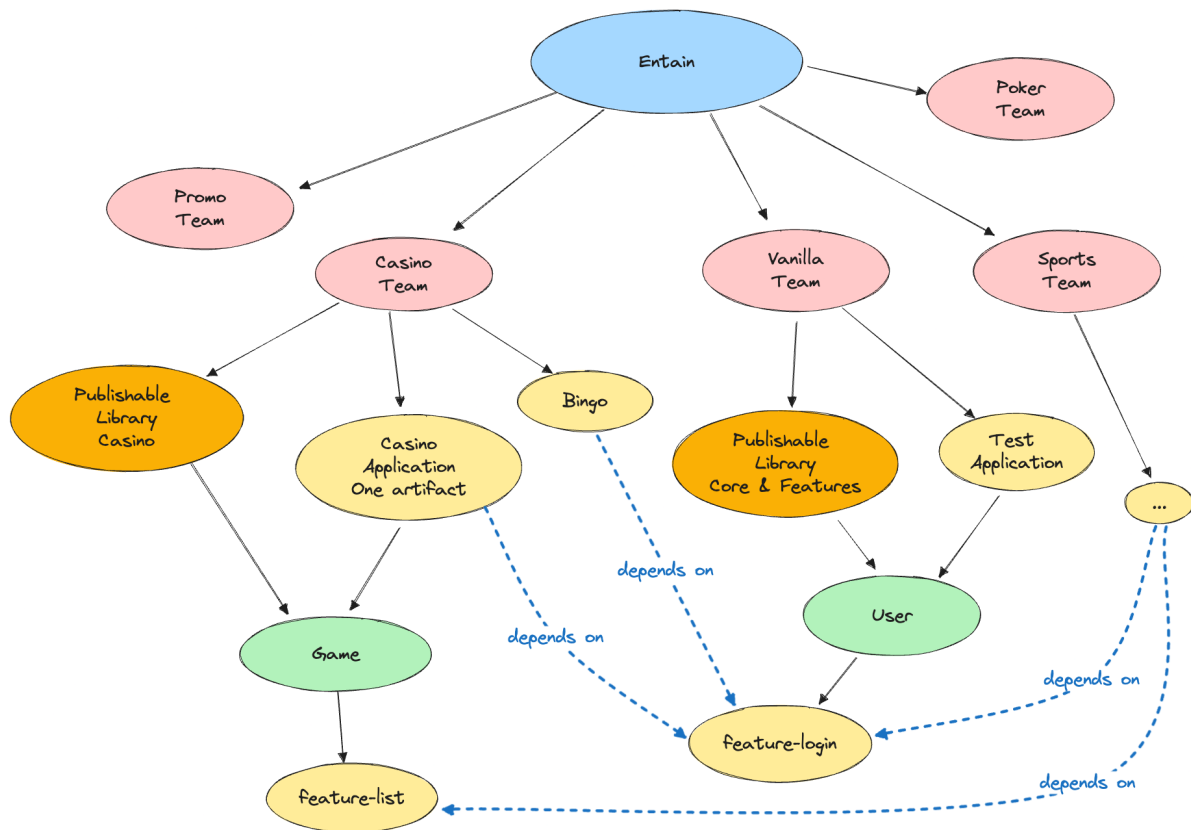 Entain
Poker
Team
Promo
Team
Casino
Team
Vanilla
Team
Sports
Team
Publishable
Library
Casino
Bingo
Casino
Application
One artifact
Publishable
Library
Core & Features
Test
Application
...
depends on
depends on
User
Game
depends on
feature-login
feature-list
depends on